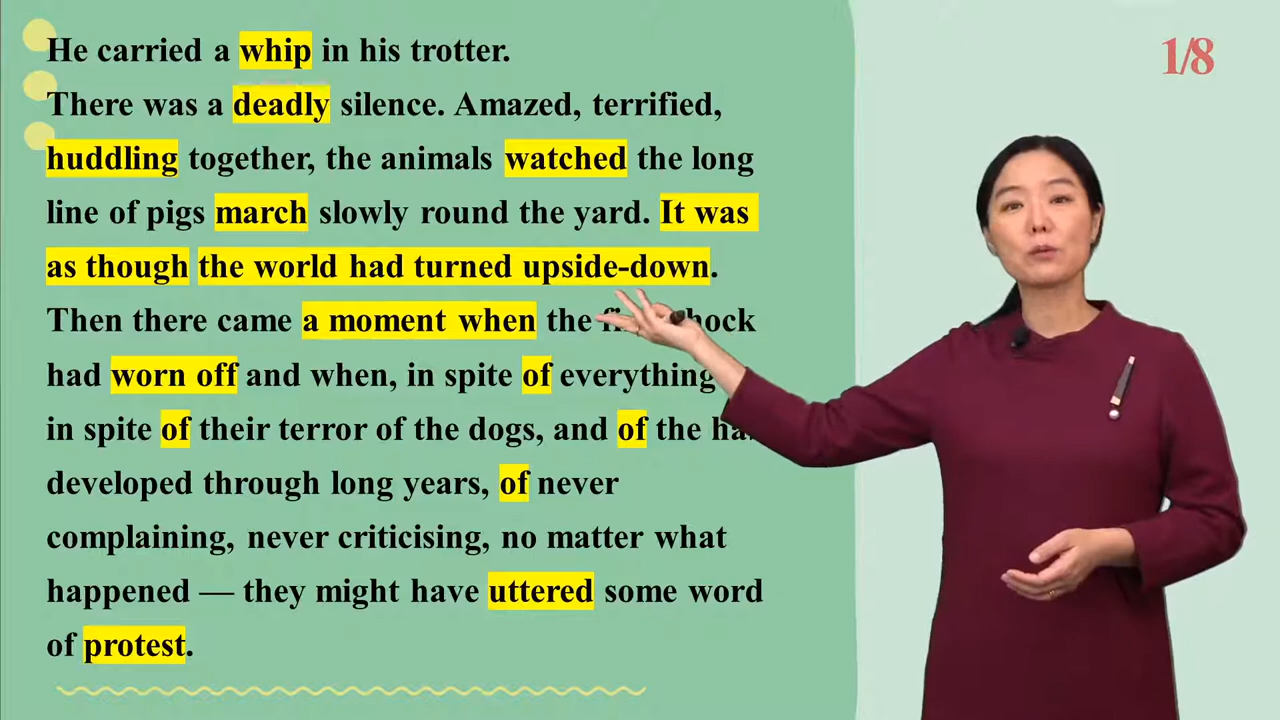 1/8
He carried a whip in his trotter.
There was a deadly silence. Amazed, terrified,
huddling together, the animals watched the long
line of pigs march slowly round the yard. It was
as though the world had turned upside-down.
Then there came a moment when the
had worn off and when, in spite of everything
in spite of their terror of the dogs, and of the
developed through long years, of never
complaining, never criticising, no matter what
happened — they might have uttered some word
of protest.